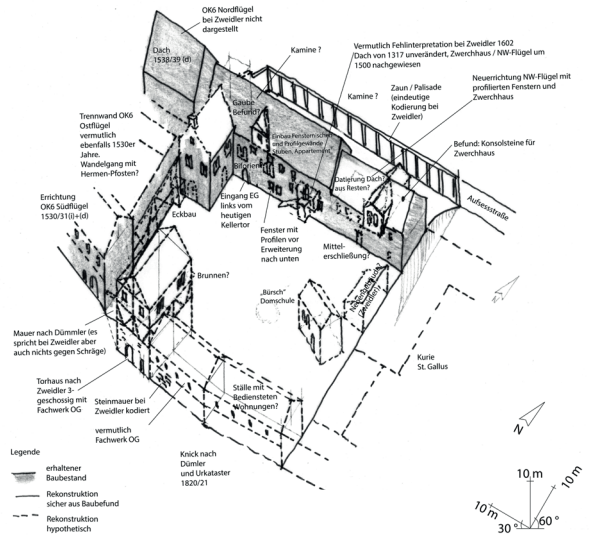 OK6 Nordflügel
bei Zweidler nicht
dargestellt
Dach
1538/39 (d)
Kamine ?
Vermutlich Fehlinterpretation bei Zweidler 1602
Dach von 1317 unverändert, Zwerchhaus / NW-Flügel um
1500 nachgewiesen
Kamine ?
Zaun / Palisade
(eindeutige
Kodierung bei
Zweidler)
Neuerrichtung NW-Flügel mit
profilierten Fenstern und
Zwerchhaus
Gaube
Befund?
Trennwand OK6
Ostflügel
vermutlich
ebenfalls 1530er
Jahre.
Wandelgang mit
Hermen-Pfosten?
Einbau Fensternischen
und Profilgewände
Stuben, Appartement
Befund: Konsolsteine für
Zwerchhaus
Biforien
Datierung Dach?
aus Resten?
Errichtung
OK6 Südflügel
1530/31(i)+(d)
Eckbau
Eingang EG
links vom
heutigen
Kellertor
Aufsessstraße
Fenster mit
Profilen vor
Erweiterung
nach unten
Mittel-
erschließung?
Brunnen?
„Bürsch“
Domschule
Nebengebäude?
(Zweidler)
Mauer nach Dümmler (es
spricht bei Zweidler aber
auch nichts gegen Schräge)
Kurie
St. Gallus
Torhaus nach
Zweidler 3-
geschossig mit
Fachwerk OG
Steinmauer bei
Zweidler kodiert
Ställe mit
Bediensteten
Wohnungen?
vermutlich
Fachwerk OG
Knick nach
Dümler
und Urkataster
1820/21
N
Legende
erhaltener
Baubestand
Rekonstruktion
sicher aus Baubefund
Rekonstruktion
hypothetisch
10 m
10 m
10 m
30°
60°